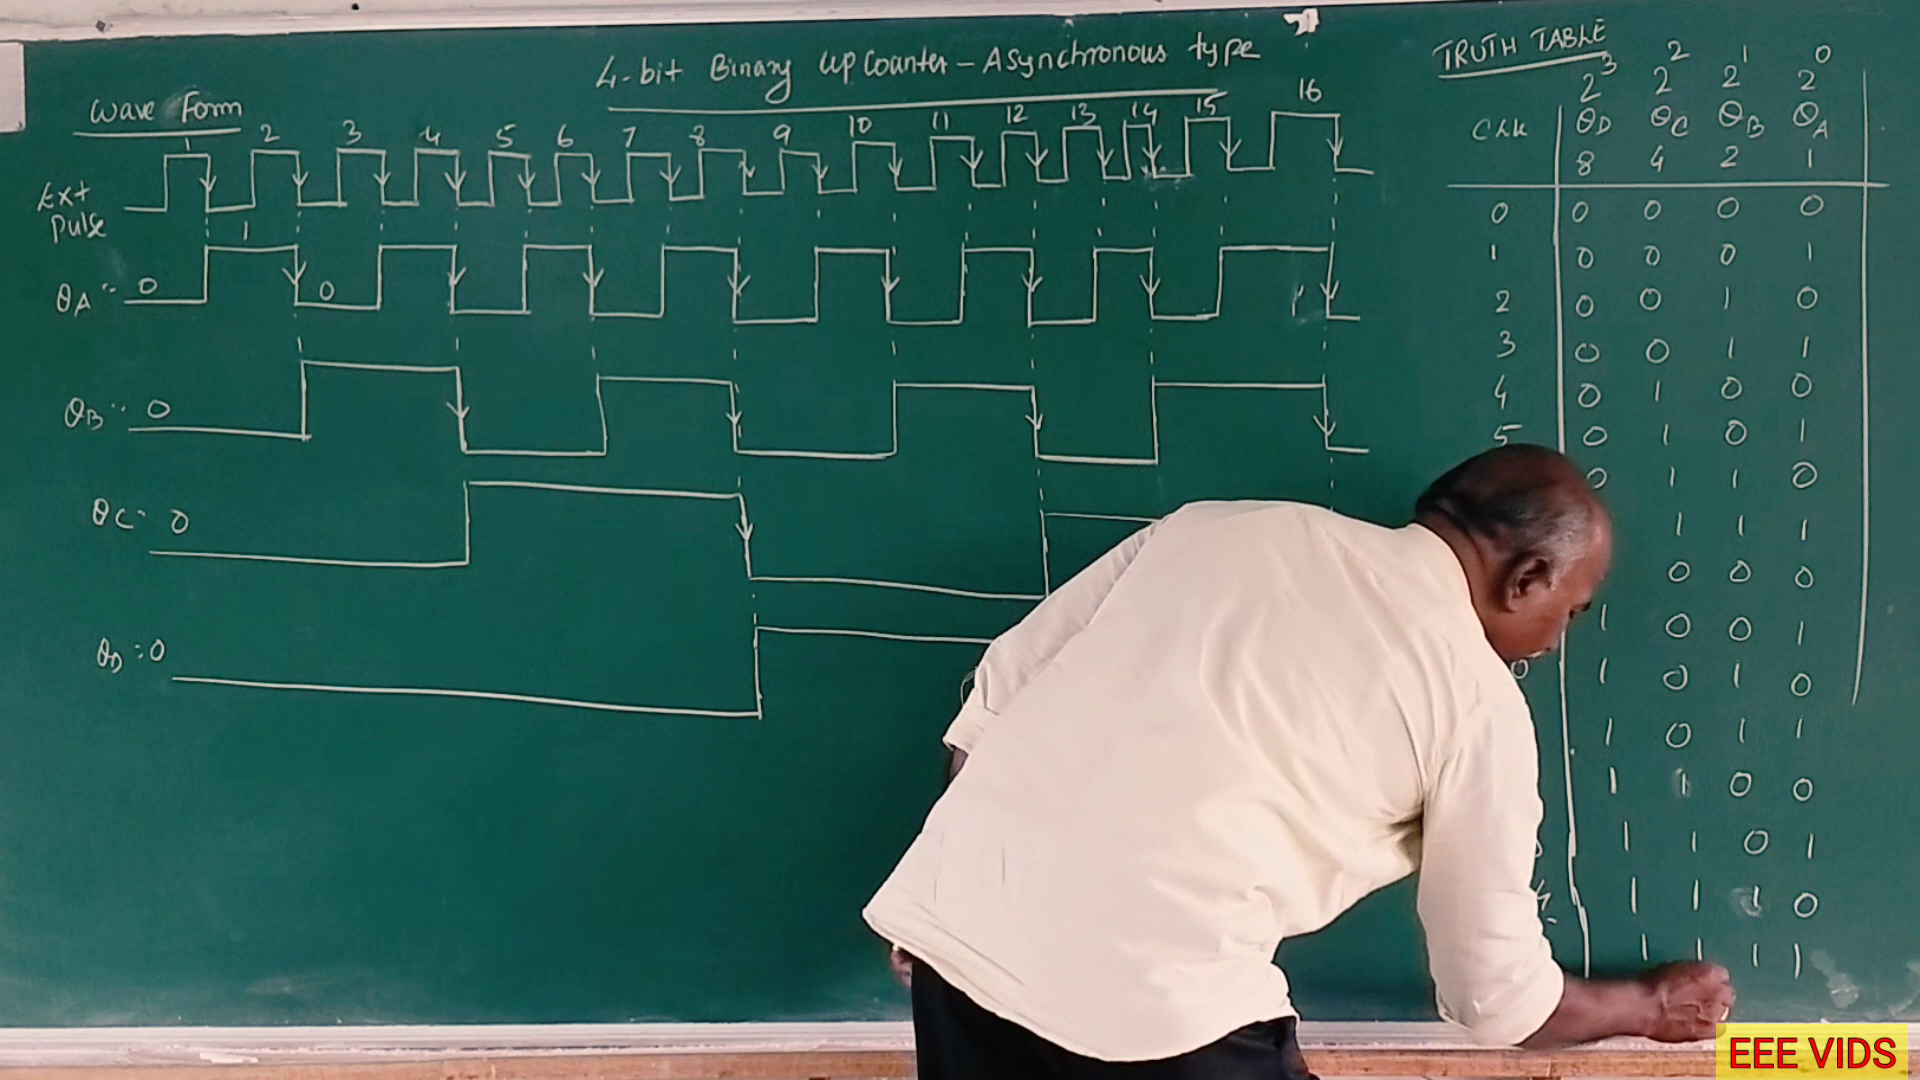 4-bit Binary Up Counter - Asynchronous type
Wave Form
1 2 3 4 5 6 7 8 9 10 11 12 13 14 15 16
Ext
Pulse
1
QA : 0 0
QB : 0
QC : 0
QD : 0
TRUTH TABLE
2³ 2² 2¹ 2⁰
CLK QD QC QB QA
8 4 2 1
0 0 0 0 0
1 0 0 0 1
2 0 0 1 0
3 0 0 1 1
4 0 1 0 0
5 0 1 0 1
0 1 1 0
1 1 1
0 0 0
1 0 0 1
0 1 0 1 0
1 0 1 1
1 1 0 0
1 1 0 1
1 1 1 0
1 1 1 1
EEE VIDS